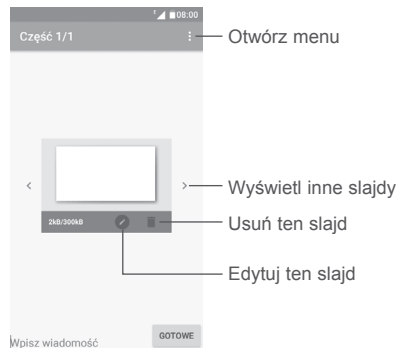 08:00
Część 1/1
Otwórz menu
Wyświetl inne slajdy
2kB/300kB
Usuń ten slajd
Edytuj ten slajd
Wpisz wiadomość
GOTOWE